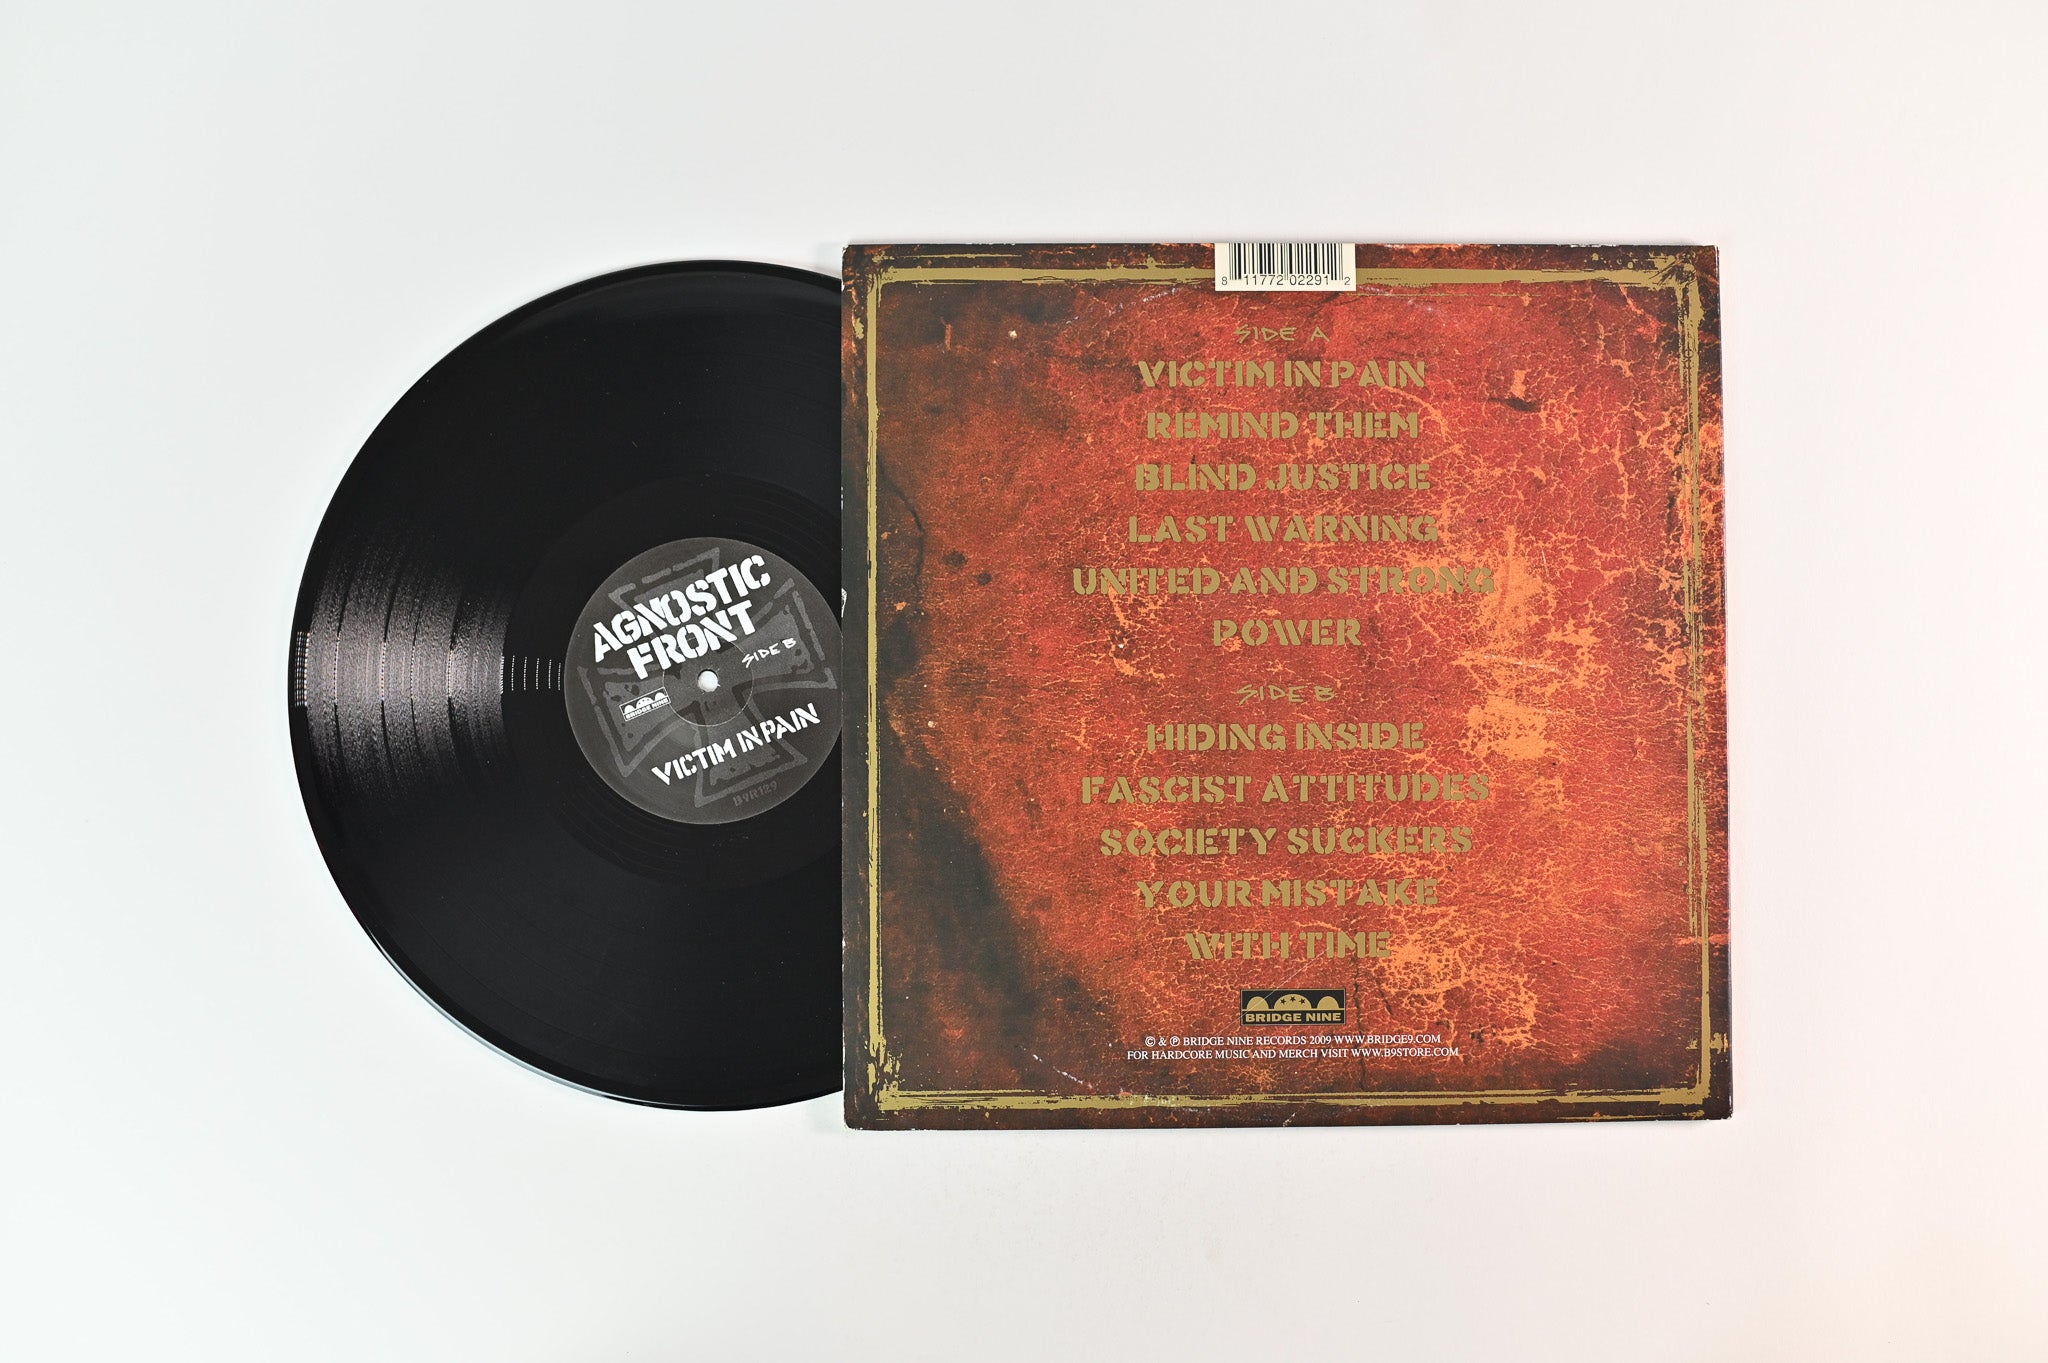 AGNOSTIC
FRONT
SIDE B
BRIDGE NINE
VICTIM IN PAIN
B9R129
8 11772 02291 2
SIDE A
VICTIM IN PAIN
REMIND THEM
BLIND JUSTICE
LAST WARNING
UNITED AND STRONG
POWER
SIDE B
HIDING INSIDE
FASCIST ATTITUDES
SOCIETY SUCKERS
YOUR MISTAKE
WITH TIME
BRIDGE NINE
© & ℗ BRIDGE NINE RECORDS 2009 WWW.BRIDGE9.COM
FOR HARDCORE MUSIC AND MERCH VISIT WWW.B9STORE.COM